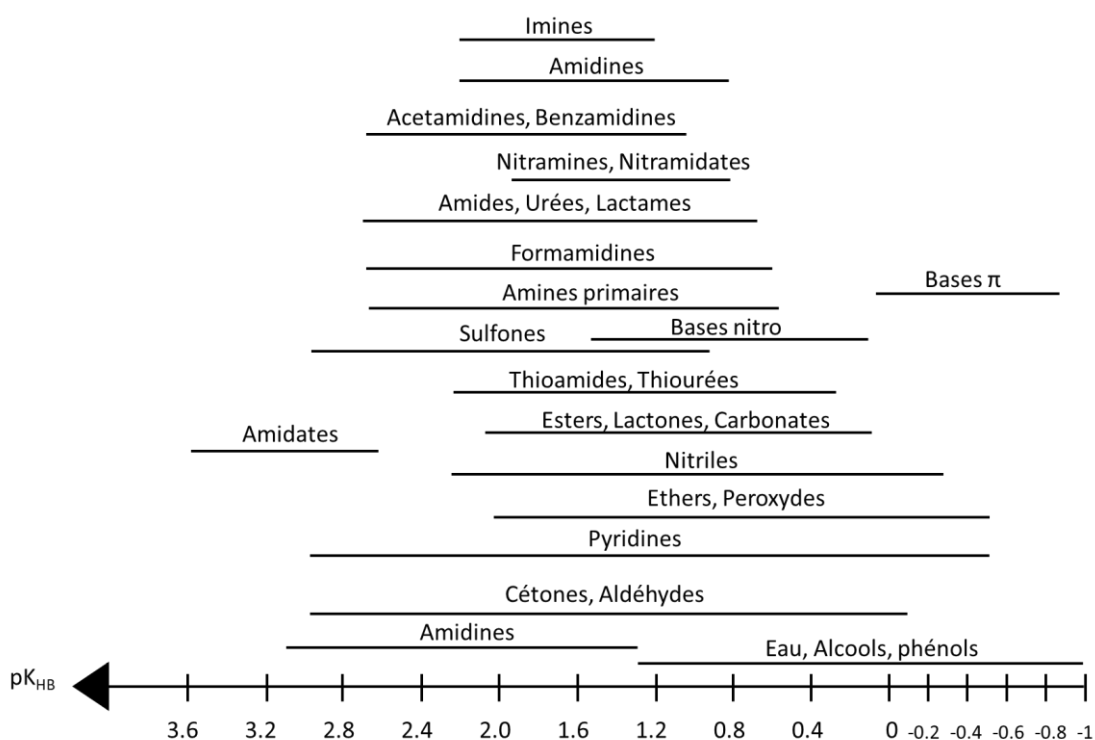 Imines
Amidines
Acetamidines, Benzamidines
Nitramines, Nitramidates
Amides, Urées, Lactames
Formamidines
Bases π
Amines primaires
Bases nitro
Sulfones
Thioamides, Thiourées
Esters, Lactones, Carbonates
Amidates
Nitriles
Ethers, Peroxydes
Pyridines
Cétones, Aldéhydes
Amidines
Eau, Alcools, phénols
pKHB
3.6 3.2 2.8 2.4 2.0 1.6 1.2 0.8 0.4 0 -0.2 -0.4 -0.6 -0.8 -1